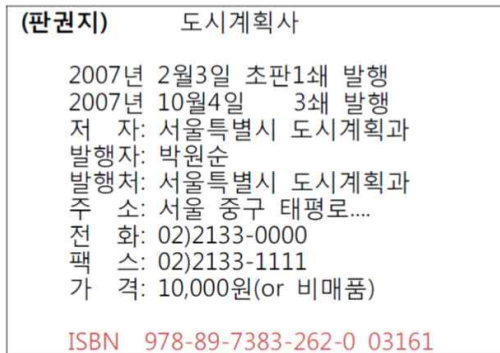 (판권지) 도시계획사
2007년 2월3일 초판1쇄 발행
2007년 10월4일 3쇄 발행
저 자: 서울특별시 도시계획과
발행자: 박원순
발행처: 서울특별시 도시계획과
주 소: 서울 중구 태평로....
전 화: 02)2133-0000
팩 스: 02)2133-1111
가 격: 10,000원(or 비매품)
ISBN 978-89-7383-262-0 03161